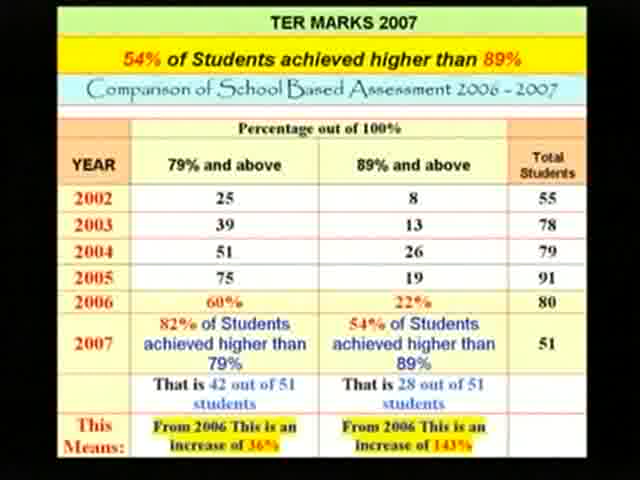 TER MARKS 2007
54% of Students achieved higher than 89%
Comparison of School Based Assessment 2006 - 2007
Percentage out of 100%
YEAR 79% and above 89% and above Total Students
2002 25 8 55
2003 39 13 78
2004 51 26 79
2005 75 19 91
2006 60% 22% 80
2007 82% of Students achieved higher than 79% 54% of Students achieved higher than 89% 51
That is 42 out of 51 students That is 28 out of 51 students
This Means: From 2006 This is an increase of 36% From 2006 This is an increase of 143%